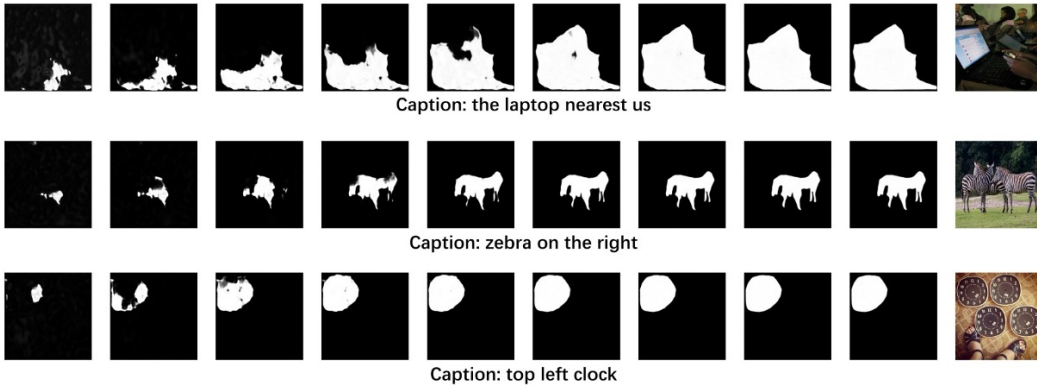 Caption: the laptop nearest us
Caption: zebra on the right
Caption: top left clock